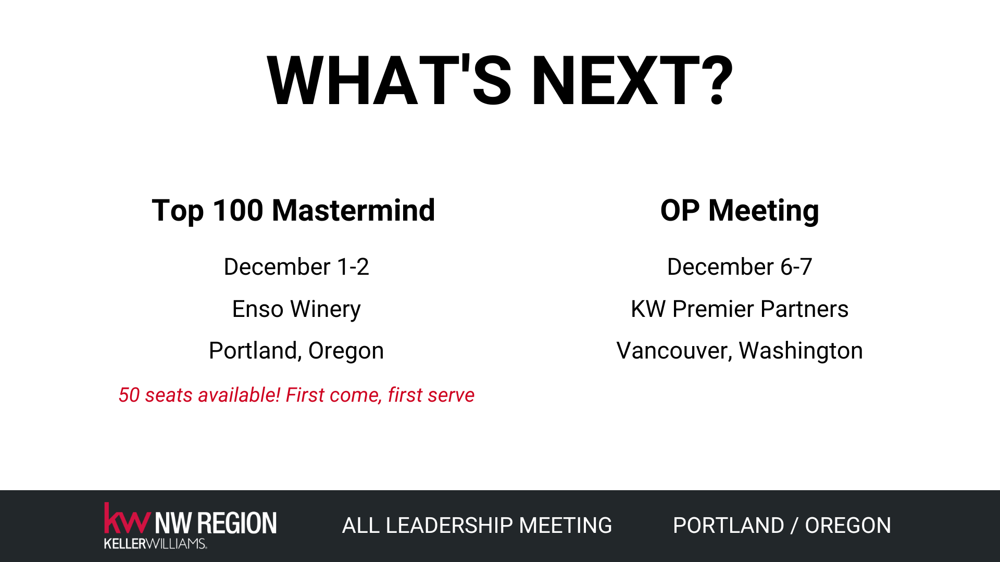 WHAT'S NEXT?
Top 100 Mastermind
December 1-2
Enso Winery
Portland, Oregon
50 seats available! First come, first serve
OP Meeting
December 6-7
KW Premier Partners
Vancouver, Washington
kw NW REGION
KELLERWILLIAMS®
ALL LEADERSHIP MEETING
PORTLAND / OREGON